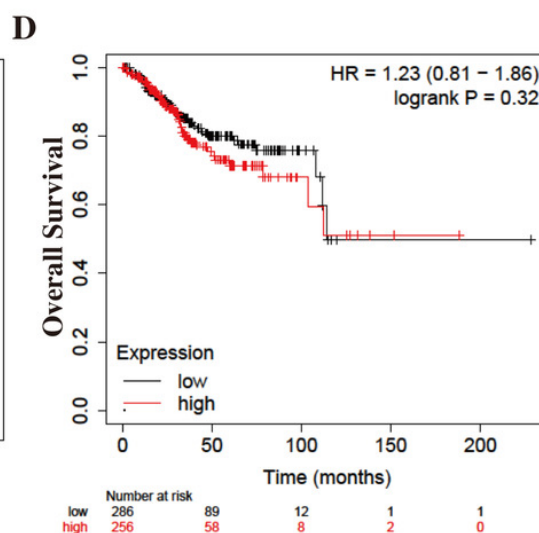 D
HR = 1.23 (0.81 − 1.86)
logrank P = 0.32
Overall Survival
1.0
0.8
0.6
0.4
0.2
0.0
Expression
low
high
0 50 100 150 200
Time (months)
Number at risk
low 286 89 12 1 1
high 256 58 8 2 0